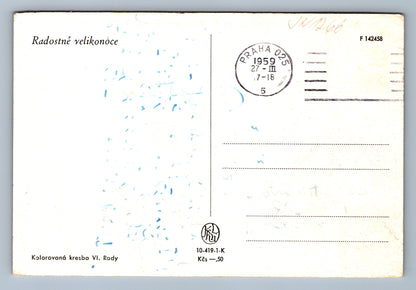 Radostné velikonoce
F 142458
PRAHA 025
1959
27-III
17-18
5
10-419-1-K
Kčs —,50
Kolorovaná kresba Vl. Rady